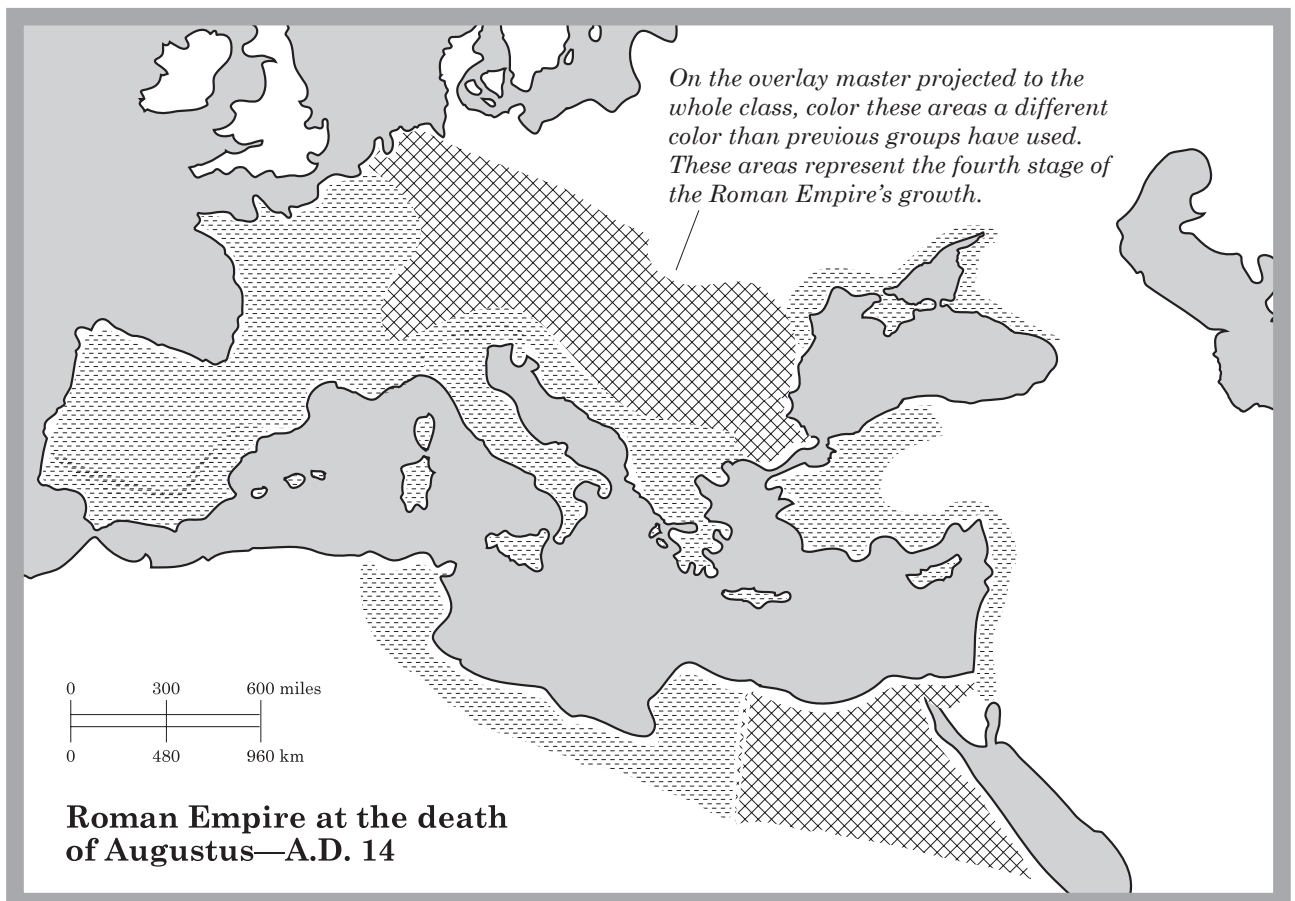 On the overlay master projected to the
whole class, color these areas a different
color than previous groups have used.
These areas represent the fourth stage of
the Roman Empire's growth.
0 300 600 miles
0 480 960 km
Roman Empire at the death
of Augustus—A.D. 14